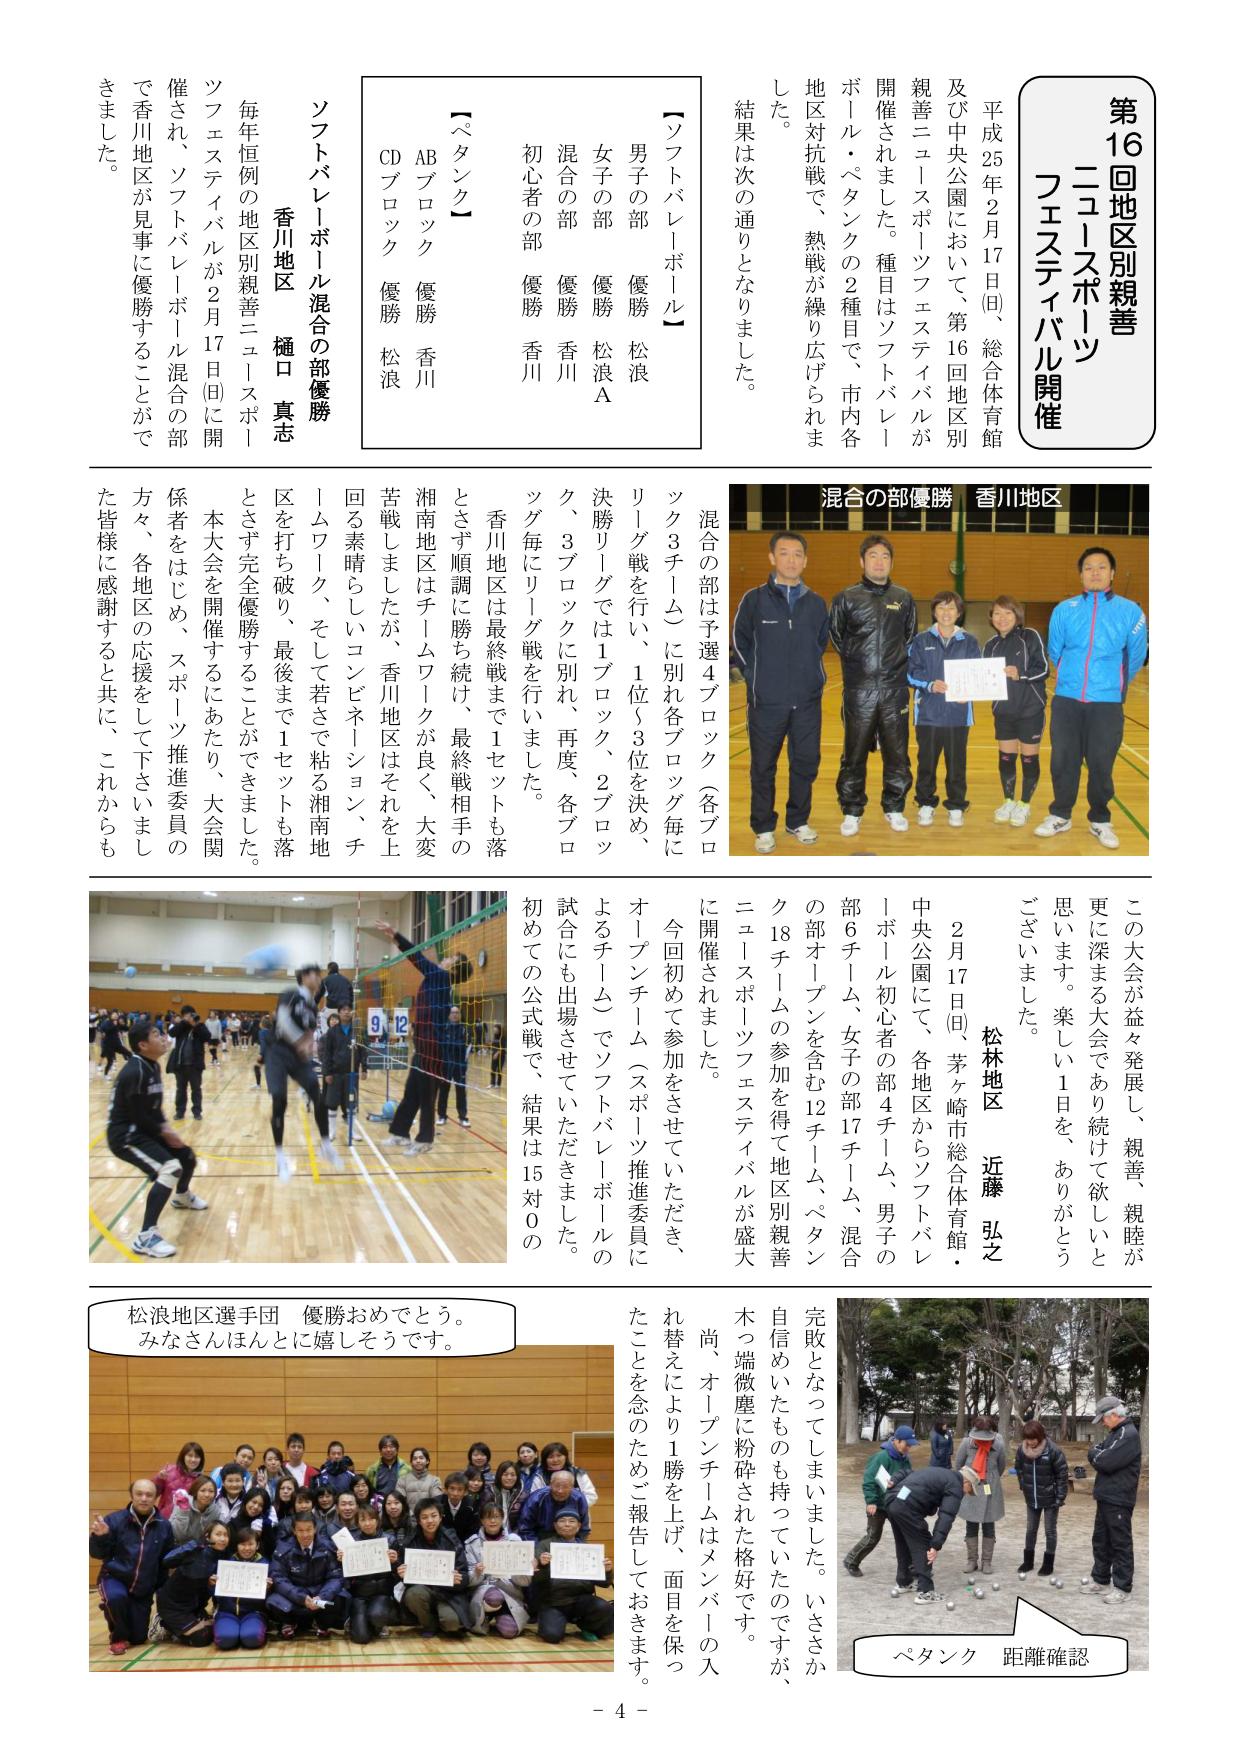 第16回地区別親善
ニュースポーツ
フェスティバル開催
平成25年2月17日(日)、総合体育館
及び中央公園において、第16回地区別
親善ニュースポーツフェスティバルが
開催されました。種目はソフトバレー
ボール・ペタンクの2種目で、市内各
地区対抗戦で、熱戦が繰り広げられま
した。
結果は次の通りとなりました。
【ソフトバレーボール】
男子の部 優勝 松浪
女子の部 優勝 松浪A
混合の部 優勝 香川
初心者の部 優勝 香川
【ペタンク】
ABブロック 優勝 香川
CDブロック 優勝 松浪
ソフトバレーボール混合の部優勝
香川地区 樋口 真志
毎年恒例の地区別親善ニュースポー
ツフェスティバルが2月17日(日)に開
催され、ソフトバレーボール混合の部
で香川地区が見事に優勝することがで
きました。
混合の部優勝 香川地区
混合の部は予選4ブロック（各ブロ
ック3チーム）に別れ各ブロッグ毎に
リーグ戦を行い、1位～3位を決め、
決勝リーグでは1ブロック、2ブロッ
ク、3ブロックに別れ、再度、各ブロ
ッグ毎にリーグ戦を行いました。
香川地区は最終戦まで1セットも落
とさず順調に勝ち続け、最終戦相手の
湘南地区はチームワークが良く、大変
苦戦しましたが、香川地区はそれを上
回る素晴らしいコンビネーション、チ
ームワーク、そして若さで粘る湘南地
区を打ち破り、最後まで1セットも落
とさず完全優勝することができました。
本大会を開催するにあたり、大会関
係者をはじめ、スポーツ推進委員の
方々、各地区の応援をして下さいまし
た皆様に感謝すると共に、これからも
この大会が益々発展し、親善、親睦が
更に深まる大会であり続けて欲しいと
思います。楽しい1日を、ありがとう
ございました。
松林地区 近藤 弘之
2月17日(日)、茅ヶ崎市総合体育館・
中央公園にて、各地区からソフトバレ
ーボール初心者の部4チーム、男子の
部6チーム、女子の部17チーム、混合
の部オープンを含む12チーム、ペタン
ク18チームの参加を得て地区別親善
ニュースポーツフェスティバルが盛大
に開催されました。
今回初めて参加をさせていただき、
オープンチーム（スポーツ推進委員に
よるチーム）でソフトバレーボールの
試合にも出場させていただきました。
初めての公式戦で、結果は15対0の
9 12
完敗となってしまいました。いささか
自信めいたものも持っていたのですが、
木っ端微塵に粉砕された格好です。
尚、オープンチームはメンバーの入
れ替えにより1勝を上げ、面目を保っ
たことを念のためご報告しておきます。
ペタンク 距離確認
松浪地区選手団 優勝おめでとう。
みなさんほんとに嬉しそうです。
- 4 -